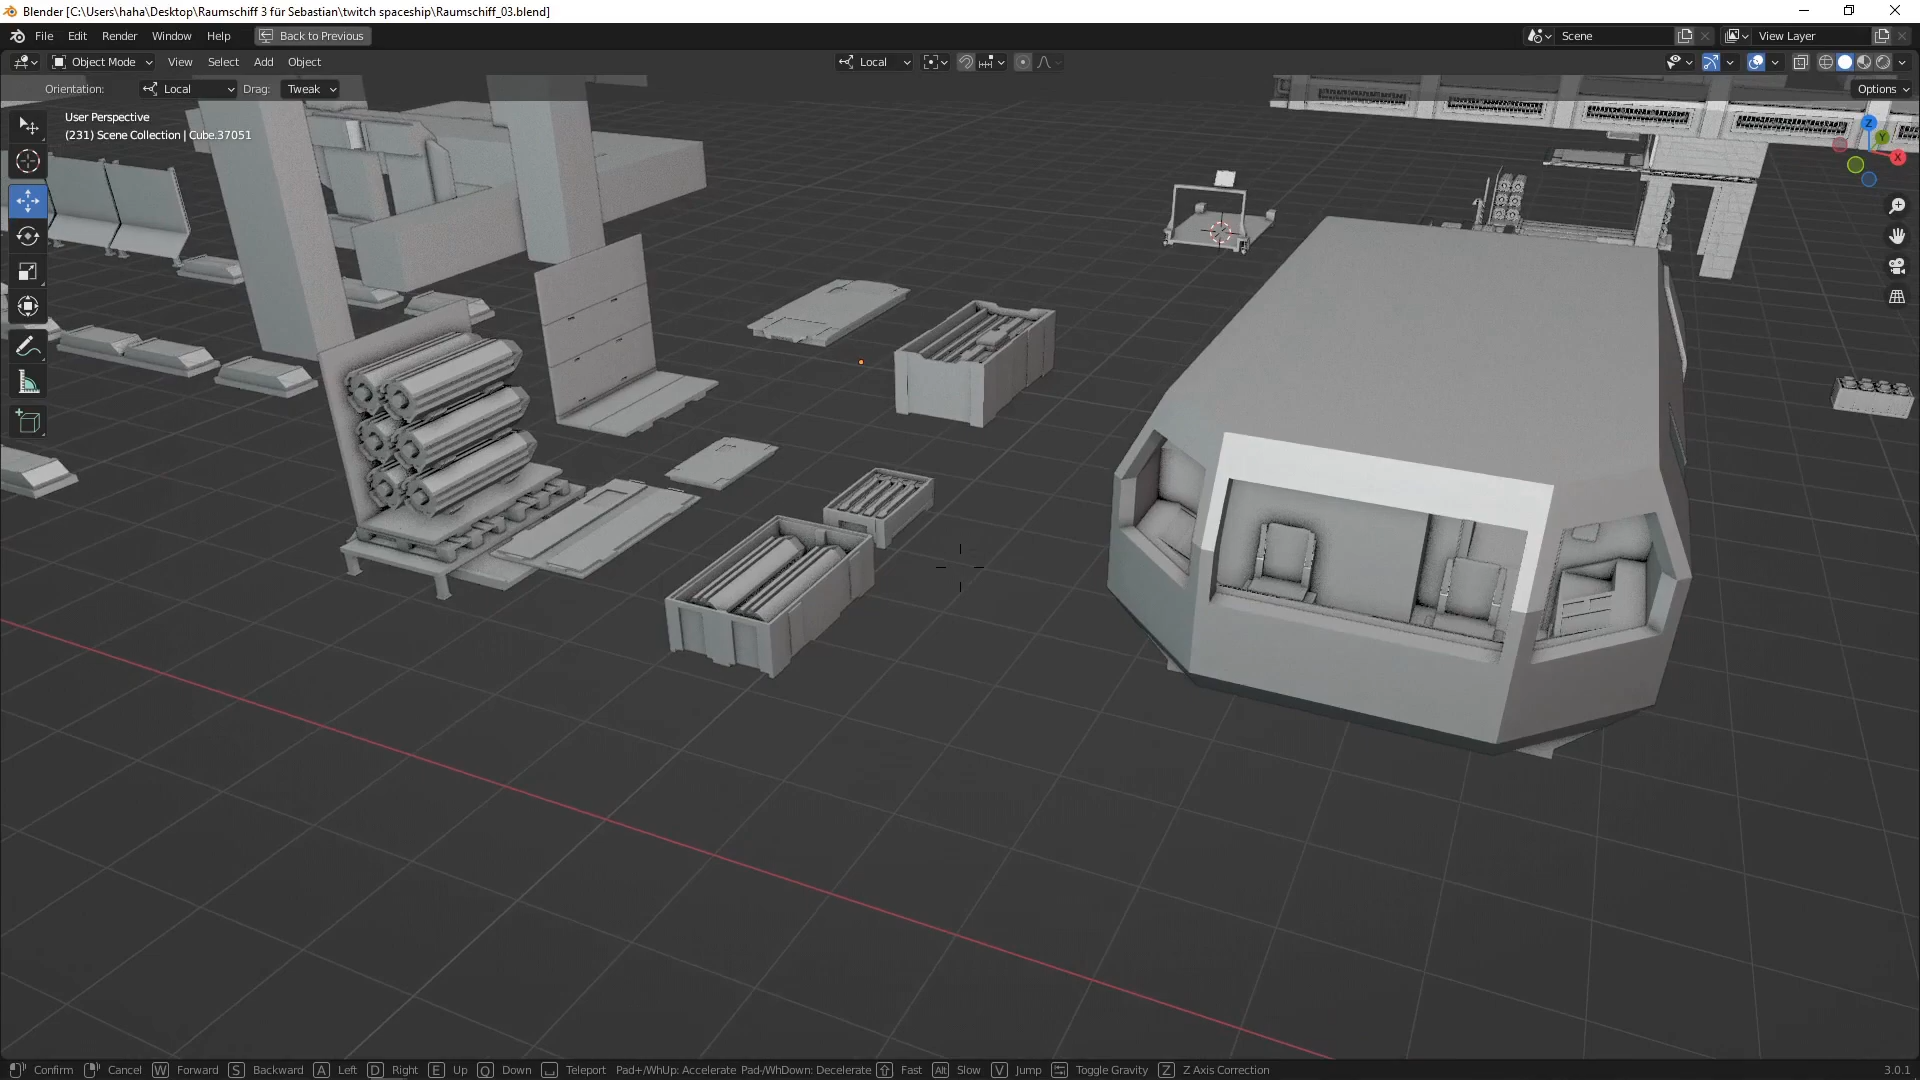 Blender [C:\Users\haha\Desktop\Raumschiff 3 für Sebastian\twitch spaceship\Raumschiff_03.blend]
File Edit Render Window Help Back to Previous Scene View Layer
Object Mode View Select Add Object Local
Orientation: Local Drag: Tweak Options
User Perspective
(231) Scene Collection | Cube.37051
Z
Y
X
Confirm Cancel W Forward S Backward A Left D Right E Up Q Down Teleport Pad+/WhUp: Accelerate Pad-/WhDown: Decelerate Fast Alt Slow V Jump Toggle Gravity Z Z Axis Correction 3.0.1